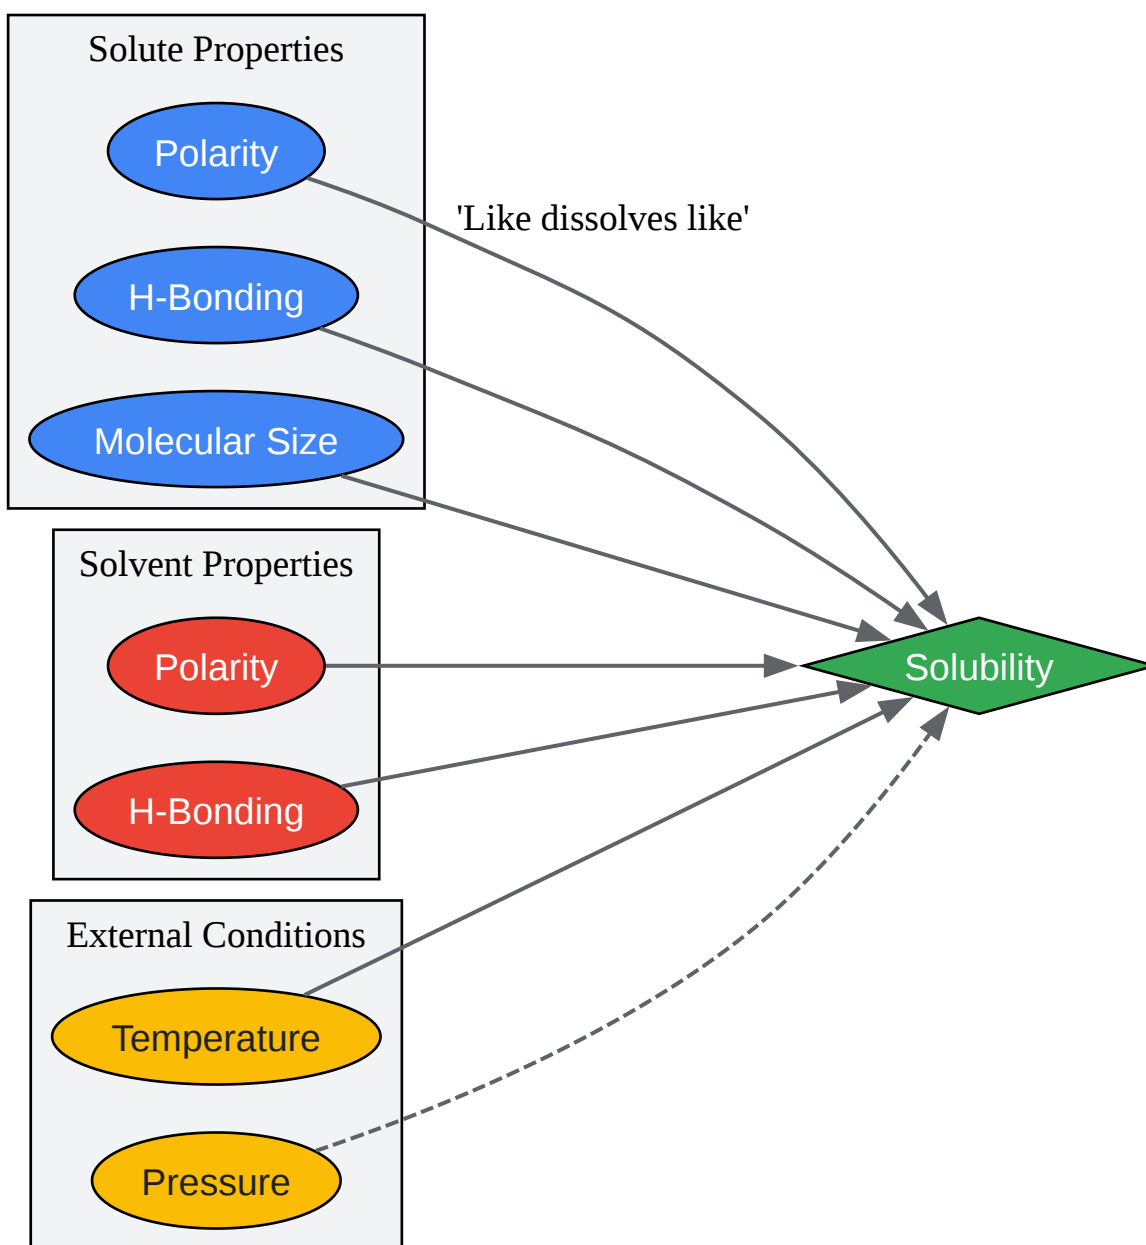 Solute Properties
Polarity
'Like dissolves like'
H-Bonding
Molecular Size
Solvent Properties
Polarity
Solubility
H-Bonding
External Conditions
Temperature
Pressure